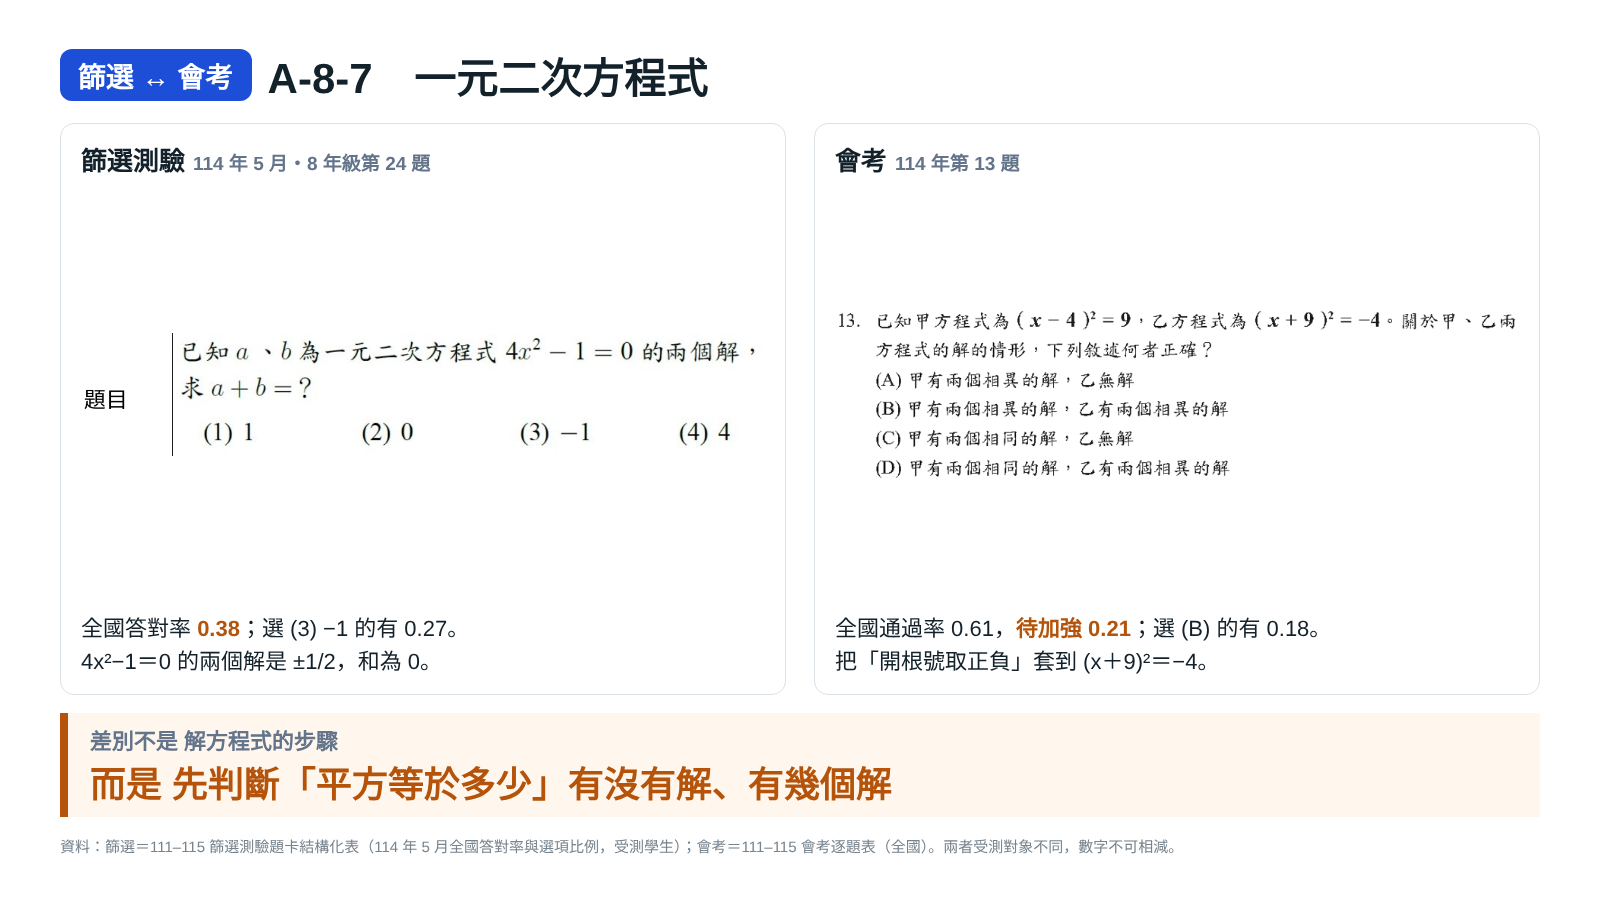 篩選 ↔ 會考 A-8-7 一元二次方程式
篩選測驗 114 年 5 月・8 年級第 24 題
題目
已知 a 、b 為一元二次方程式 4x² − 1 = 0 的兩個解，
求 a + b = ?
(1) 1 (2) 0 (3) −1 (4) 4
全國答對率 0.38；選 (3) −1 的有 0.27。
4x²−1＝0 的兩個解是 ±1/2，和為 0。
會考 114 年第 13 題
13. 已知甲方程式為 ( x − 4 )² = 9，乙方程式為 ( x + 9 )² = −4。關於甲、乙兩
方程式的解的情形，下列敘述何者正確？
(A) 甲有兩個相異的解，乙無解
(B) 甲有兩個相異的解，乙有兩個相異的解
(C) 甲有兩個相同的解，乙無解
(D) 甲有兩個相同的解，乙有兩個相異的解
全國通過率 0.61，待加強 0.21；選 (B) 的有 0.18。
把「開根號取正負」套到 (x＋9)²＝−4。
差別不是 解方程式的步驟
而是 先判斷「平方等於多少」有沒有解、有幾個解
資料：篩選＝111–115 篩選測驗題卡結構化表（114 年 5 月全國答對率與選項比例，受測學生）；會考＝111–115 會考逐題表（全國）。兩者受測對象不同，數字不可相減。